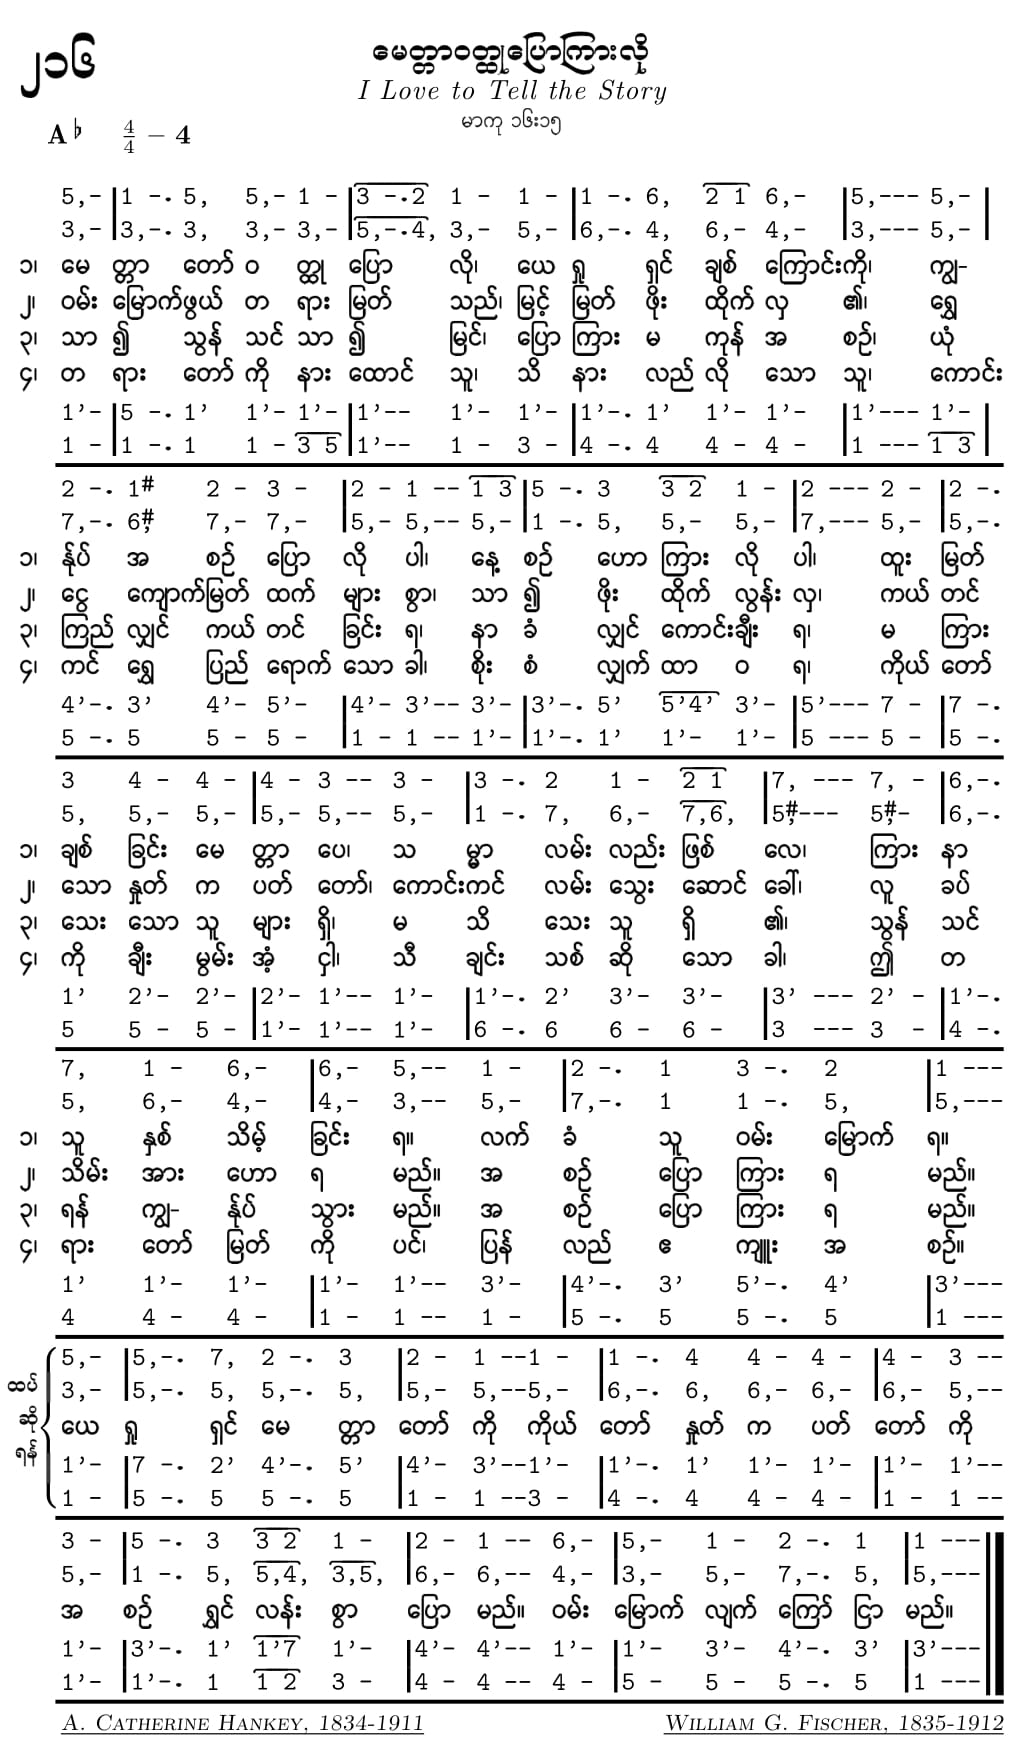 ၂၁၆
မေတ္တာဝတ္ထုပြောကြားလို
I Love to Tell the Story
မာကု ၁၆း၁၅
A♭ 4/4 – 4
5,– |1 –. 5, 5,– 1 – |3 –.2 1 – 1 – |1 –. 6, 2 1 6,– |5,––– 5,– |
3,– |3,–. 3, 3,– 3,– |5,–.4, 3,– 5,– |6,–. 4, 6,– 4,– |3,––– 5,– |
၁၊ မေ တ္တာ တော် ဝ တ္ထု ပြော လို၊ ယေ ရှု ရှင် ချစ် ကြောင်းကို၊ ကျွ–
၂၊ ဝမ်း မြောက်ဖွယ် တ ရား မြတ် သည်၊ မြင့် မြတ် ဖိုး ထိုက် လှ ၏၊ ရွှေ
၃၊ သာ ၍ သွန် သင် သာ ၍ မြင်၊ ပြော ကြား မ ကုန် အ စဉ်၊ ယုံ
၄၊ တ ရား တော် ကို နား ထောင် သူ၊ သိ နား လည် လို သော သူ၊ ကောင်း
1’– |5 –. 1’ 1’– 1’– |1’–– 1’– 1’– |1’–. 1’ 1’– 1’– |1’––– 1’– |
1 – |1 –. 1 1 – 3 5 |1’–– 1 – 3 – |4 –. 4 4 – 4 – |1 ––– 1 3 |
2 –. 1# 2 – 3 – |2 – 1 –– 1 3 |5 –. 3 3 2 1 – |2 ––– 2 – |2 –.
7,–. 6#, 7,– 7,– |5,– 5,–– 5,– |1 –. 5, 5,– 5,– |7,––– 5,– |5,–.
၁၊ န်ုပ် အ စဉ် ပြော လို ပါ၊ နေ့ စဉ် ဟော ကြား လို ပါ၊ ထူး မြတ်
၂၊ ငွေ ကျောက်မြတ် ထက် များ စွာ၊ သာ ၍ ဖိုး ထိုက် လွန်း လှ၊ ကယ် တင်
၃၊ ကြည် လျှင် ကယ် တင် ခြင်း ရ၊ နာ ခံ လျှင် ကောင်းချီး ရ၊ မ ကြား
၄၊ ကင် ရွှေ ပြည် ရောက် သော ခါ၊ စိုး စံ လျှက် ထာ ဝ ရ၊ ကိုယ် တော်
4’–. 3’ 4’– 5’– |4’– 3’–– 3’– |3’–. 5’ 5’4’ 3’– |5’––– 7 – |7 –.
5 –. 5 5 – 5 – |1 – 1 –– 1’– |1’–. 1’ 1’– 1’– |5 ––– 5 – |5 –.
3 4 – 4 – |4 – 3 –– 3 – |3 –. 2 1 – 2 1 |7, ––– 7, – |6,–.
5, 5,– 5,– |5,– 5,–– 5,– |1 –. 7, 6,– 7,6, |5#,––– 5#,– |6,–.
၁၊ ချစ် ခြင်း မေ တ္တာ ပေ၊ သ မ္မာ လမ်း လည်း ဖြစ် လေ၊ ကြား နာ
၂၊ သော နှုတ် က ပတ် တော်၊ ကောင်းကင် လမ်း သွေး ဆောင် ခေါ်၊ လူ ခပ်
၃၊ သေး သော သူ များ ရှိ၊ မ သိ သေး သူ ရှိ ၏၊ သွန် သင်
၄၊ ကို ချီး မွမ်း အံ့ ငှါ၊ သီ ချင်း သစ် ဆို သော ခါ၊ ဤ တ
1’ 2’– 2’– |2’– 1’–– 1’– |1’–. 2’ 3’– 3’– |3’ ––– 2’ – |1’–.
5 5 – 5 – |1’– 1’–– 1’– |6 –. 6 6 – 6 – |3 ––– 3 – |4 –.
7, 1 – 6,– |6,– 5,–– 1 – |2 –. 1 3 –. 2 |1 –––
5, 6,– 4,– |4,– 3,–– 5,– |7,–. 1 1 –. 5, |5,–––
၁၊ သူ နှစ် သိမ့် ခြင်း ရ။ လက် ခံ သူ ဝမ်း မြောက် ရ။
၂၊ သိမ်း အား ဟော ရ မည်။ အ စဉ် ပြော ကြား ရ မည်။
၃၊ ရန် ကျွ– န်ုပ် သွား မည်။ အ စဉ် ပြော ကြား ရ မည်။
၄၊ ရား တော် မြတ် ကို ပင်၊ ပြန် လည် ဧ ကျူး အ စဉ်။
1’ 1’– 1’– |1’– 1’–– 3’– |4’–. 3’ 5’–. 4’ |3’–––
4 4 – 4 – |1 – 1 –– 1 – |5 –. 5 5 –. 5 |1 –––
ထပ်ဆိုရန်
5,– |5,–. 7, 2 –. 3 |2 – 1 ––1 – |1 –. 4 4 – 4 – |4 – 3 ––
3,– |5,–. 5, 5,–. 5, |5,– 5,––5,– |6,–. 6, 6,– 6,– |6,– 5,––
ယေ ရှု ရှင် မေ တ္တာ တော် ကို ကိုယ် တော် နှုတ် က ပတ် တော် ကို
1’– |7 –. 2’ 4’–. 5’ |4’– 3’––1’– |1’–. 1’ 1’– 1’– |1’– 1’––
1 – |5 –. 5 5 –. 5 |1 – 1 ––3 – |4 –. 4 4 – 4 – |1 – 1 ––
3 – |5 –. 3 3 2 1 – |2 – 1 –– 6,– |5,– 1 – 2 –. 1 |1 –––
5,– |1 –. 5, 5,4, 3,5, |6,– 6,–– 4,– |3,– 5,– 7,–. 5, |5,–––
အ စဉ် ရွှင် လန်း စွာ ပြော မည်။ ဝမ်း မြောက် လျက် ကြော် ငြာ မည်။
1’– |3’–. 1’ 1’7 1’– |4’– 4’–– 1’– |1’– 3’– 4’–. 3’ |3’–––
1’– |1’–. 1 1 2 3 – |4 – 4 –– 4 – |5 – 5 – 5 –. 5 |1 –––
A. Catherine Hankey, 1834-1911
William G. Fischer, 1835-1912